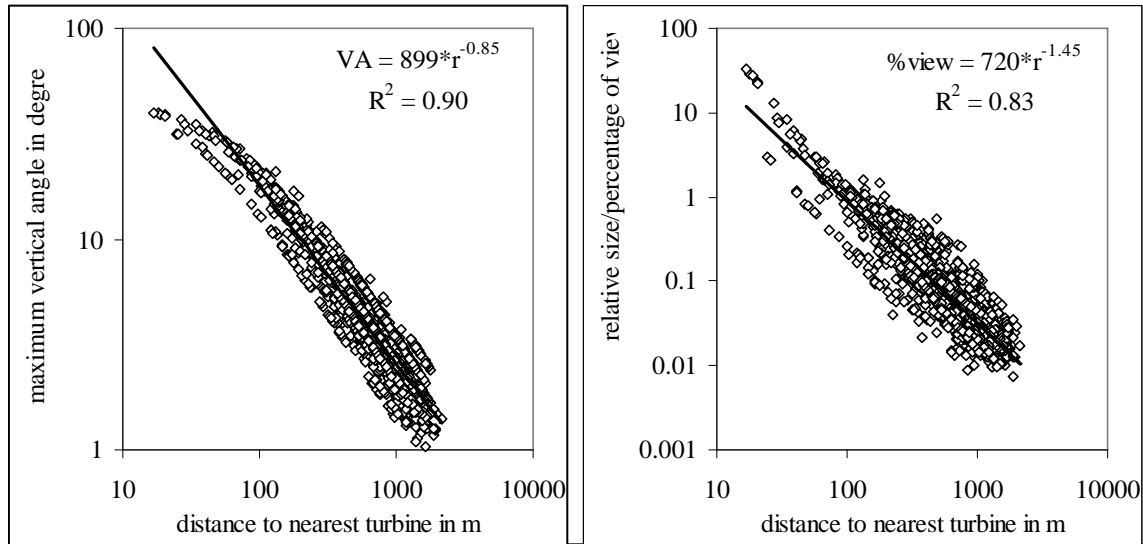 100
10
1
maximum vertical angle in degre
VA = 899*r^-0.85
R^2 = 0.90
10 100 1000 10000
distance to nearest turbine in m
100
10
1
0.1
0.01
0.001
relative size/percentage of view
%view = 720*r^-1.45
R^2 = 0.83
10 100 1000 10000
distance to nearest turbine in m